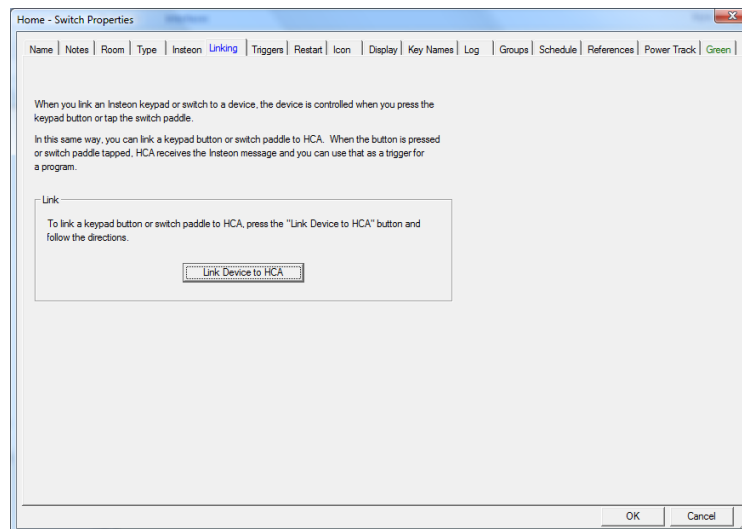 Home - Switch Properties
Name Notes Room Type Insteon Linking Triggers Restart Icon Display Key Names Log Groups Schedule References Power Track Green
When you link an Insteon keypad or switch to a device, the device is controlled when you press the
keypad button or tap the switch paddle.
In this same way, you can link a keypad button or switch paddle to HCA. When the button is pressed
or switch paddle tapped, HCA receives the Insteon message and you can use that as a trigger for
a program.
Link
To link a keypad button or switch paddle to HCA, press the "Link Device to HCA" button and
follow the directions.
Link Device to HCA
OK Cancel